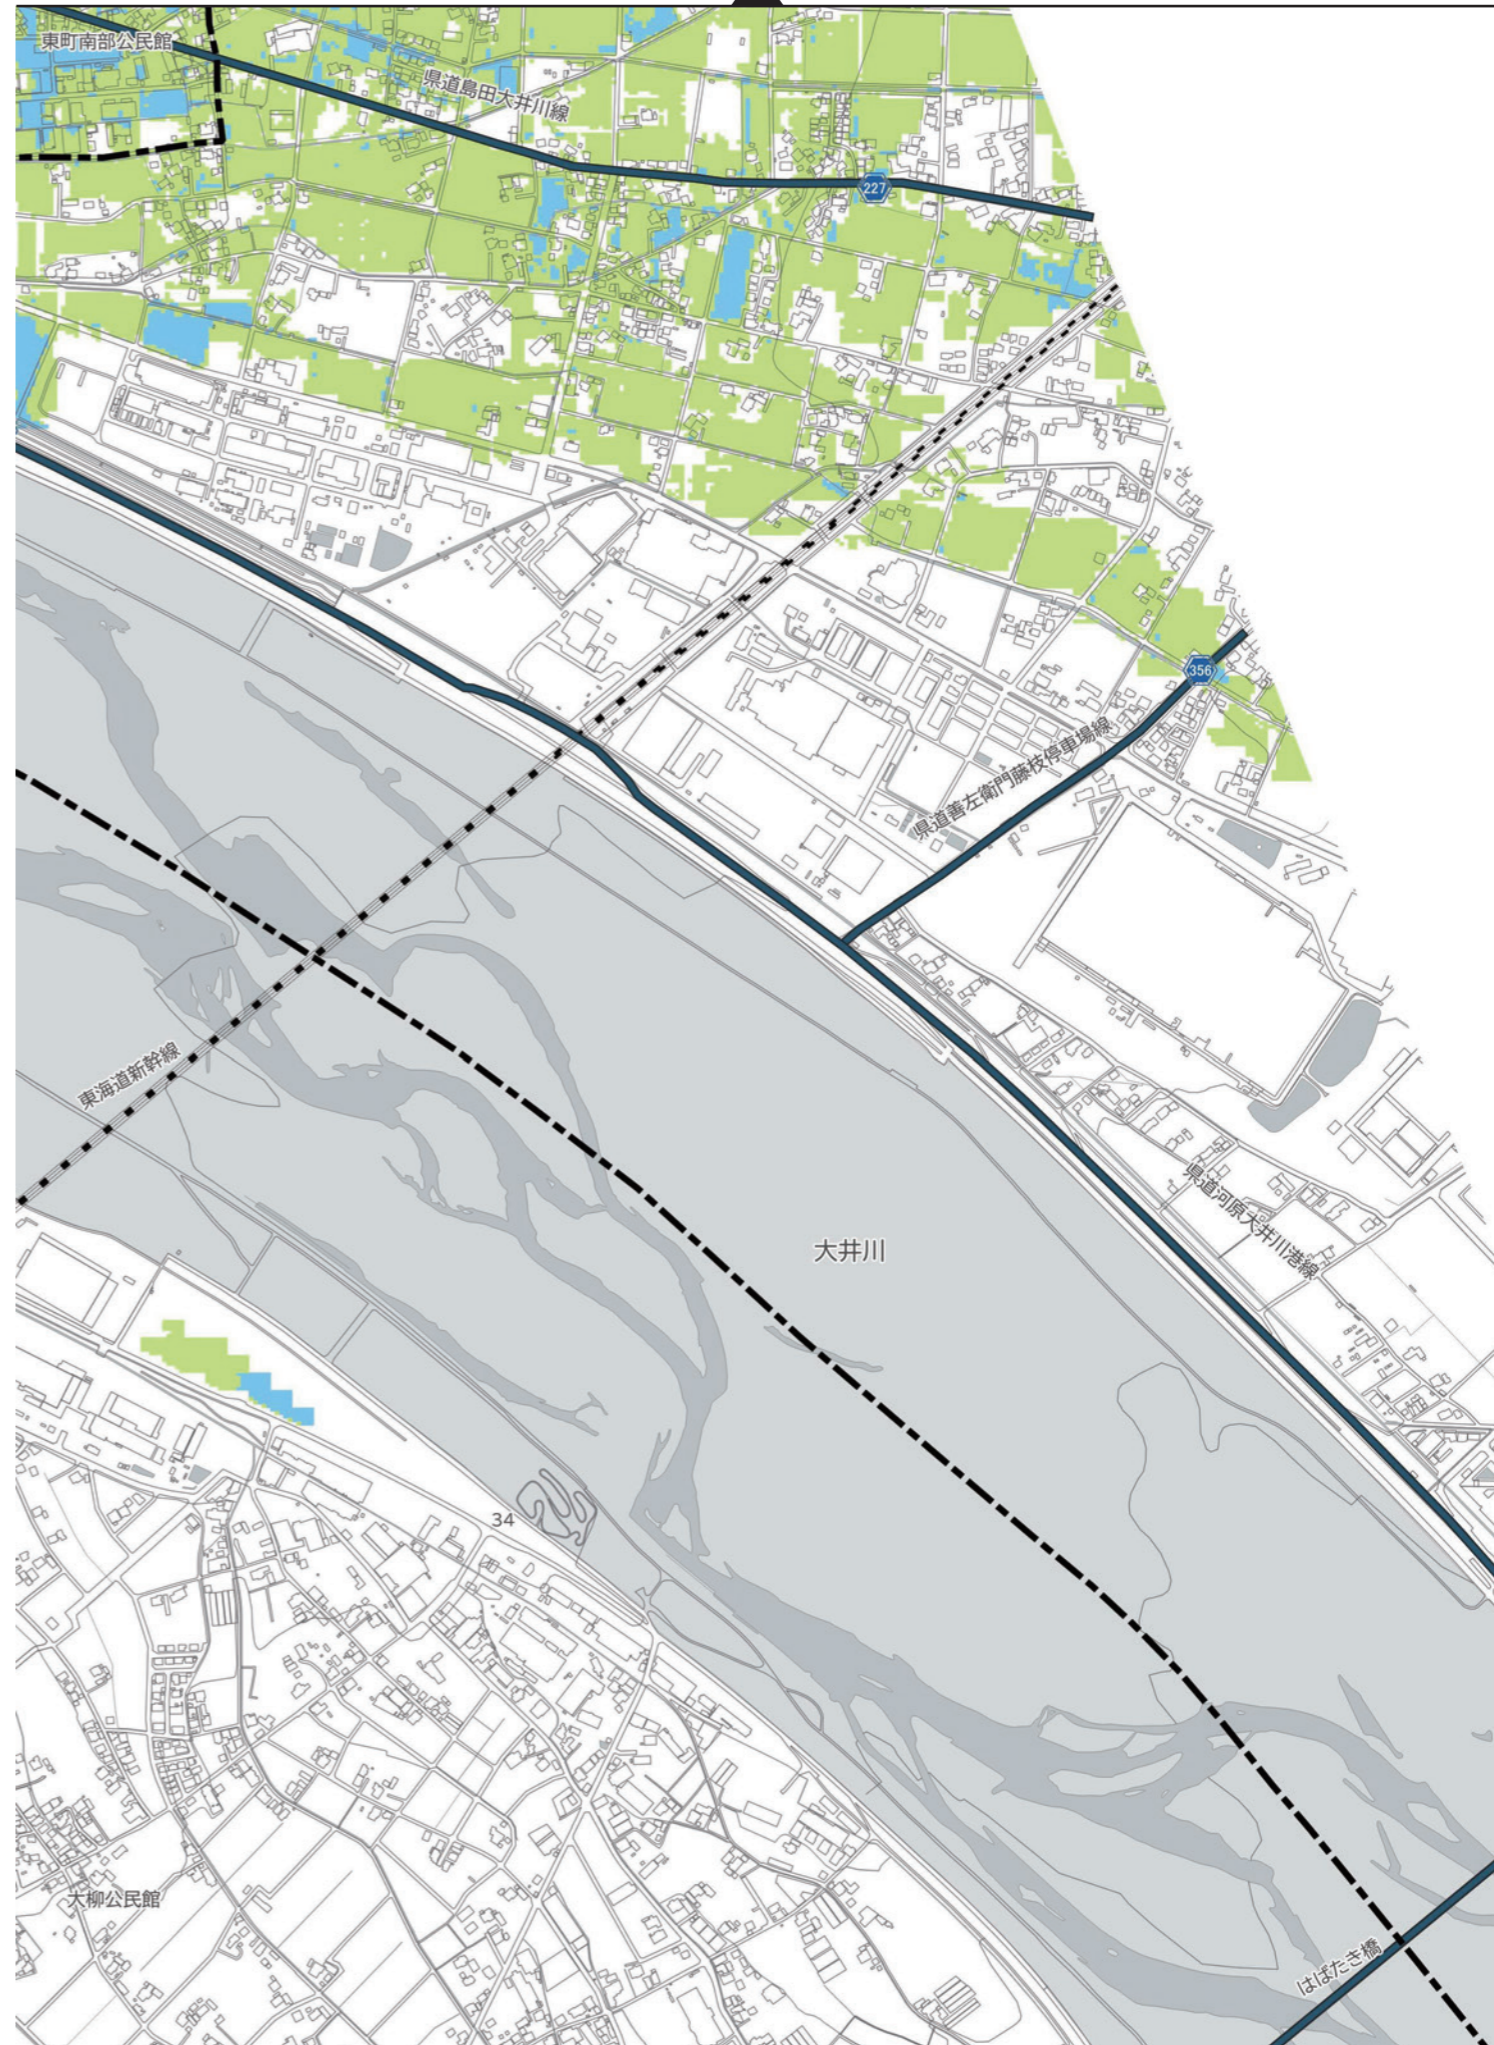 東町南部公民館
県道島田大井川線
227
356
県道善左衛門藤枝停車場線
東海道新幹線
県道河原大井川港線
大井川
34
大柳公民館
はばたき橋